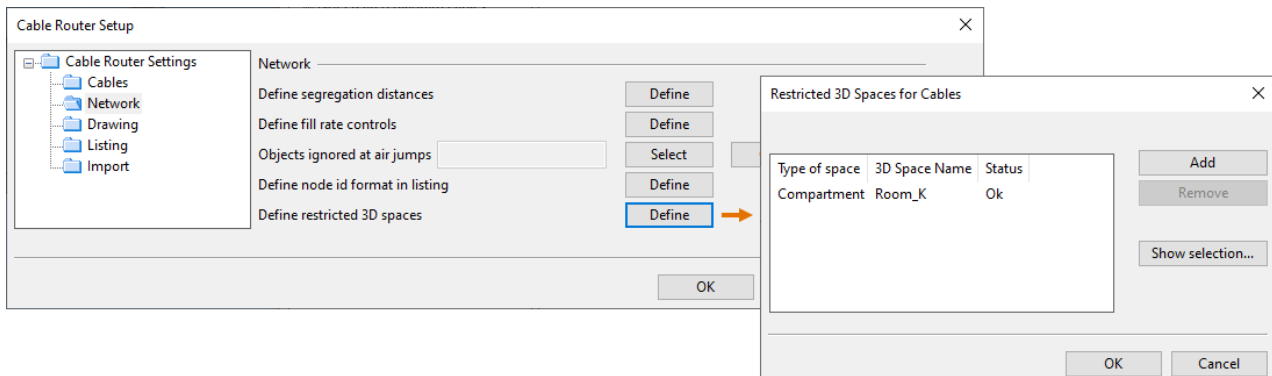 Cable Router Setup
Cable Router Settings
Cables
Network
Drawing
Listing
Import
Network
Define segregation distances Define
Define fill rate controls Define
Objects ignored at air jumps Select
Define node id format in listing Define
Define restricted 3D spaces Define
OK
Restricted 3D Spaces for Cables
Type of space 3D Space Name Status
Compartment Room_K Ok
Add
Remove
Show selection...
OK Cancel